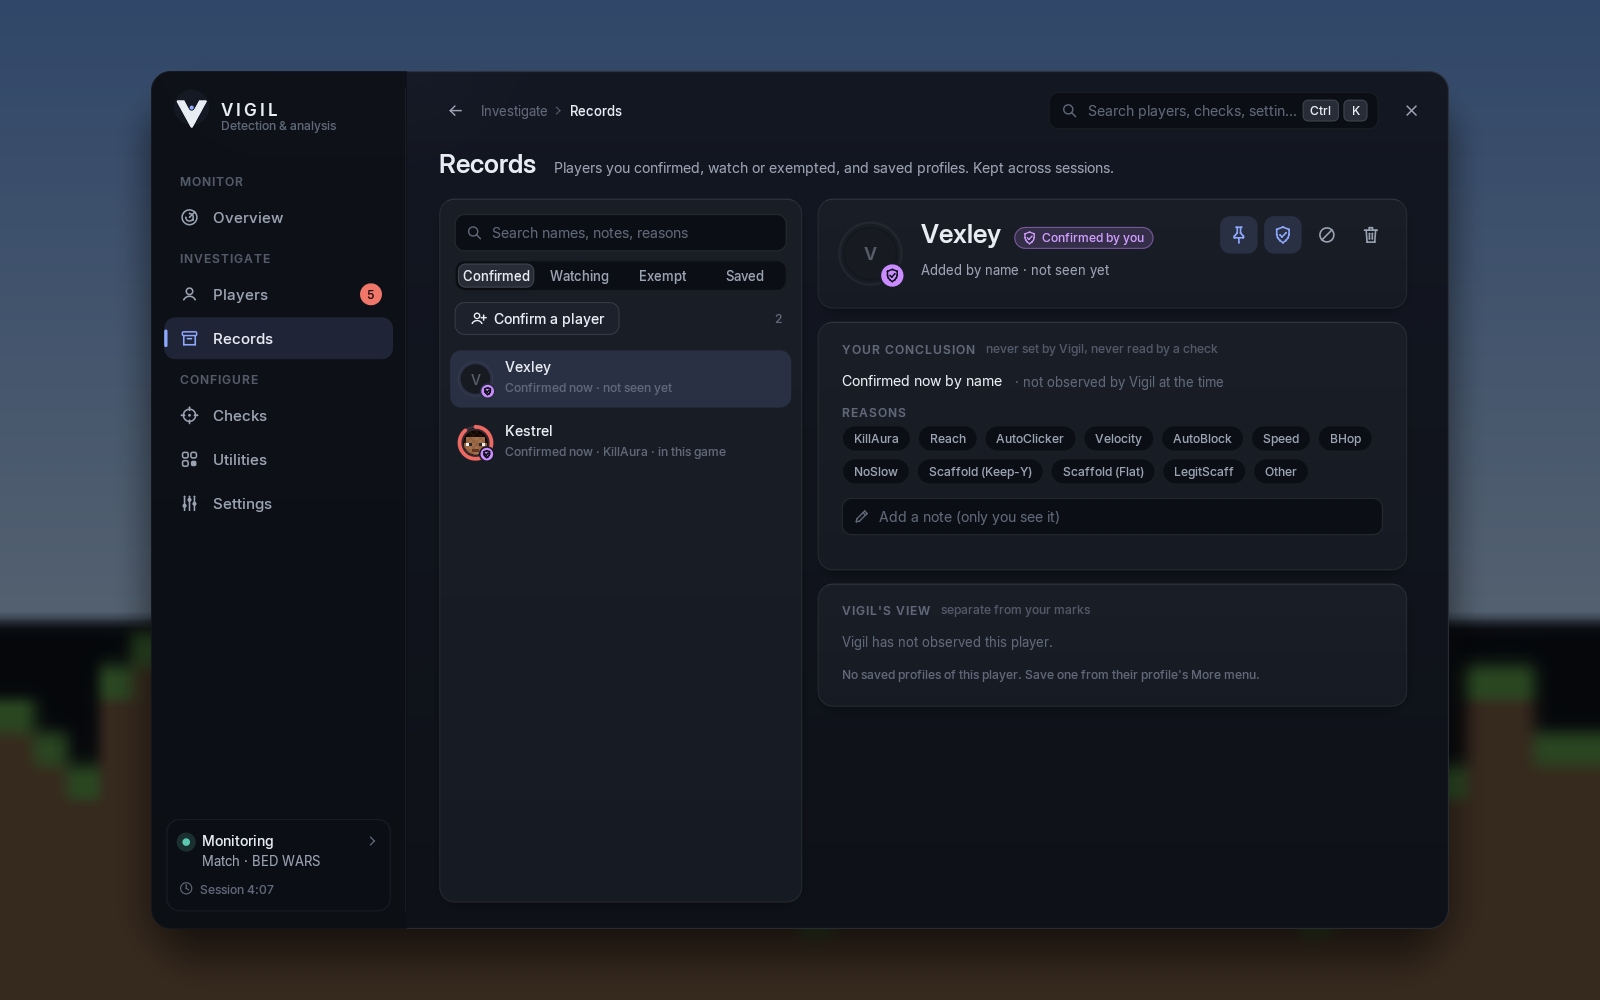 VIGIL
Detection & analysis
MONITOR
Overview
INVESTIGATE
Players
5
Records
CONFIGURE
Checks
Utilities
Settings
Monitoring
Match · BED WARS
Session 4:07
Investigate > Records
Search players, checks, settin... Ctrl K
Records
Players you confirmed, watch or exempted, and saved profiles. Kept across sessions.
Search names, notes, reasons
Confirmed Watching Exempt Saved
Confirm a player
2
V
Vexley
Confirmed now · not seen yet
Kestrel
Confirmed now · KillAura · in this game
V
Vexley
Confirmed by you
Added by name · not seen yet
YOUR CONCLUSION never set by Vigil, never read by a check
Confirmed now by name · not observed by Vigil at the time
REASONS
KillAura Reach AutoClicker Velocity AutoBlock Speed BHop
NoSlow Scaffold (Keep-Y) Scaffold (Flat) LegitScaff Other
Add a note (only you see it)
VIGIL'S VIEW separate from your marks
Vigil has not observed this player.
No saved profiles of this player. Save one from their profile's More menu.